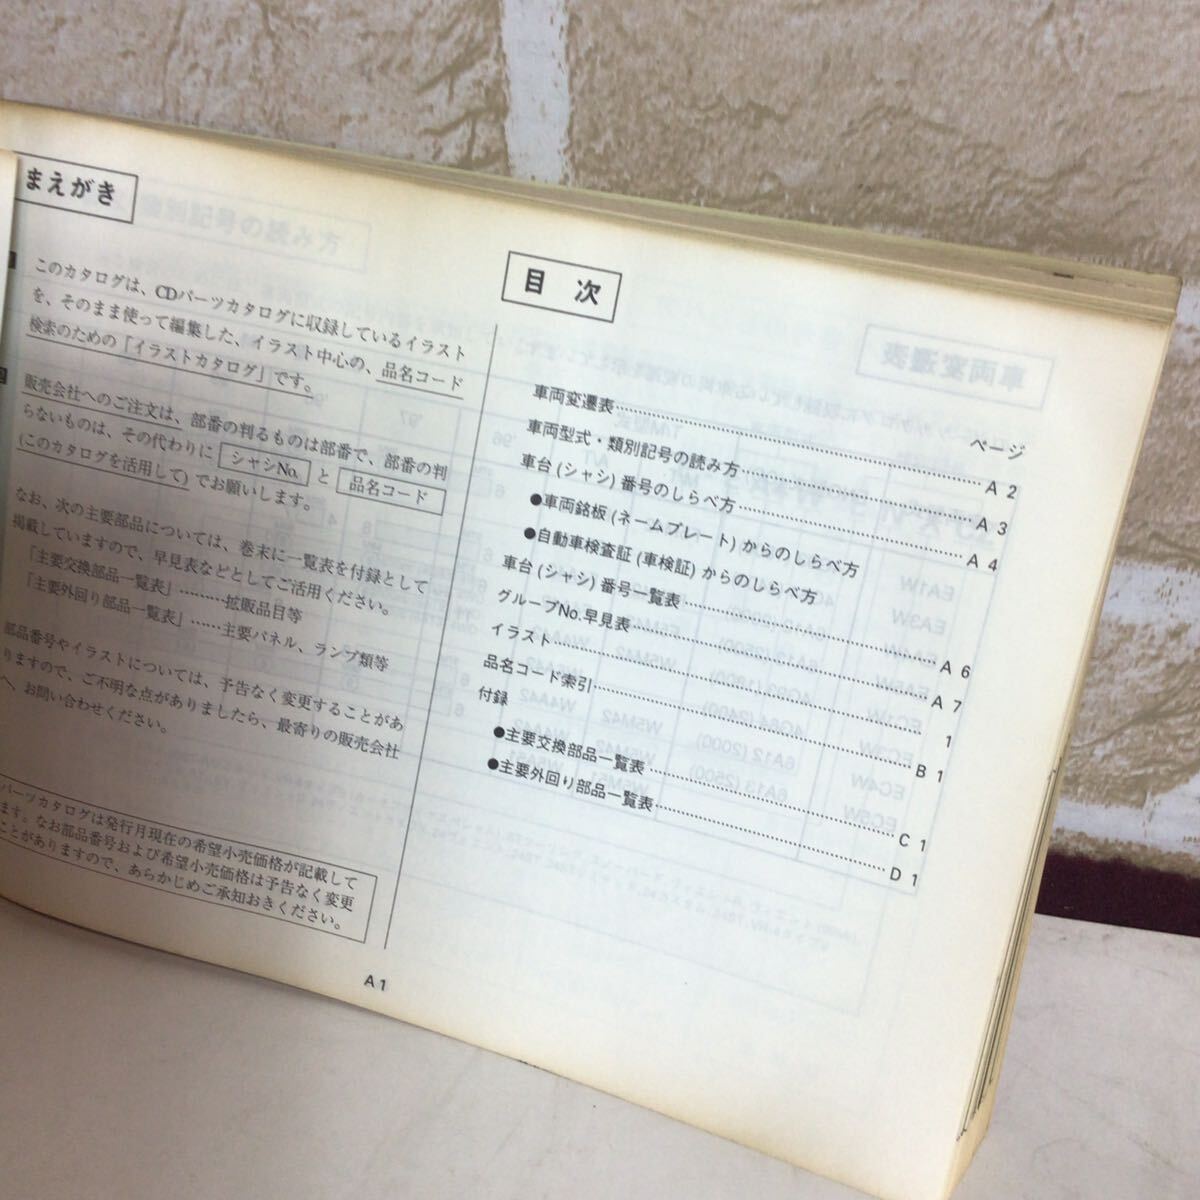 まえがき
このカタログは、CDパーツカタログに収録しているイラスト
を、そのまま使って編集した、イラスト中心の、品名コード
検索のための「イラストカタログ」です。
販売会社へのご注文は、部番の判るものは部番で、部番の判
らないものは、その代わりに シャシNo. と 品名コード
(このカタログを活用して) でお願いします。
なお、次の主要部品については、巻末に一覧表を付録として
掲載していますので、早見表などとしてご活用ください。
「主要交換部品一覧表」………拡販品目等
「主要外回り部品一覧表」……主要パネル、ランプ類等
部品番号やイラストについては、予告なく変更することがあ
りますので、ご不明な点がありましたら、最寄りの販売会社
へ、お問い合わせください。
パーツカタログは発行月現在の希望小売価格が記載して
ます。なお部品番号および希望小売価格は予告なく変更
ことがありますので、あらかじめご承知おきください。
目 次
ページ
車両変遷表……A 2
車両型式・類別記号の読み方……A 3
車台 (シャシ) 番号のしらべ方……A 4
●車両銘板 (ネームプレート) からのしらべ方
●自動車検査証 (車検証) からのしらべ方
車台 (シャシ) 番号一覧表……A 6
グループNo.早見表……A 7
イラスト……1
品名コード索引……B 1
付録
●主要交換部品一覧表……C 1
●主要外回り部品一覧表……D 1
A 1